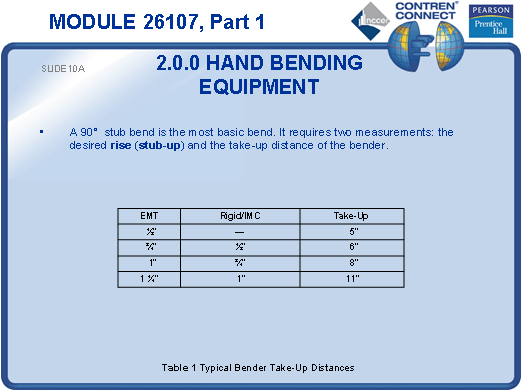 MODULE 26107, Part 1
nccer
CONTREN®
CONNECT
PEARSON
Prentice
Hall
SLIDE 10A
2.0.0 HAND BENDING
EQUIPMENT
• A 90° stub bend is the most basic bend. It requires two measurements: the
desired rise (stub-up) and the take-up distance of the bender.
EMT Rigid/IMC Take-Up
½" — 5"
¾" ½" 6"
1" ¾" 8"
1 ¼" 1" 11"
Table 1 Typical Bender Take-Up Distances